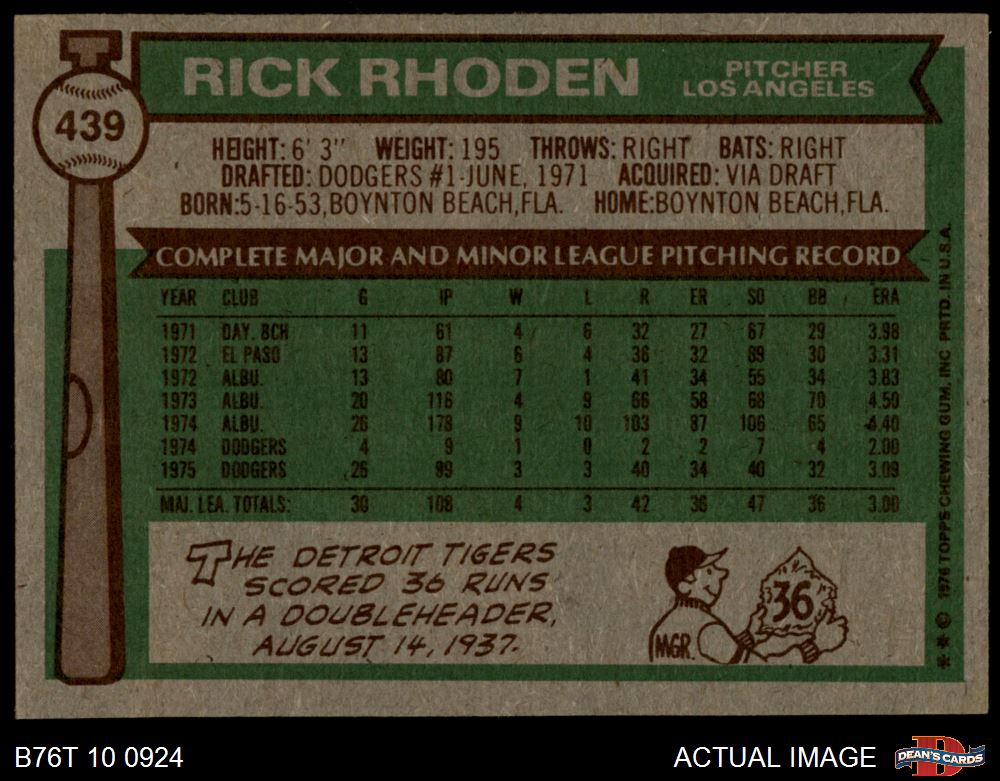 439
RICK RHODEN
PITCHER
LOS ANGELES
HEIGHT: 6' 3" WEIGHT: 195 THROWS: RIGHT BATS: RIGHT
DRAFTED: DODGERS #1-JUNE, 1971 ACQUIRED: VIA DRAFT
BORN:5-16-53,BOYNTON BEACH,FLA. HOME:BOYNTON BEACH,FLA.
COMPLETE MAJOR AND MINOR LEAGUE PITCHING RECORD
YEAR CLUB G IP W L R ER SO BB ERA
1971 DAY. BCH 11 61 4 6 32 27 67 29 3.98
1972 EL PASO 13 87 6 4 36 32 89 30 3.31
1972 ALBU. 13 80 7 1 41 34 55 34 3.83
1973 ALBU. 20 116 4 9 66 58 68 70 4.50
1974 ALBU. 26 178 9 10 103 87 106 65 4.40
1974 DODGERS 4 9 1 0 2 2 7 4 2.00
1975 DODGERS 26 99 3 3 40 34 40 32 3.09
MAJ. LEA. TOTALS: 30 108 4 3 42 36 47 36 3.00
THE DETROIT TIGERS
SCORED 36 RUNS
IN A DOUBLEHEADER,
AUGUST 14, 1937.
MGR.
36
** © 1976 TOPPS CHEWING GUM, INC PRTD. IN U.S.A.
B76T 10 0924
ACTUAL IMAGE
D
DEAN'S CARDS